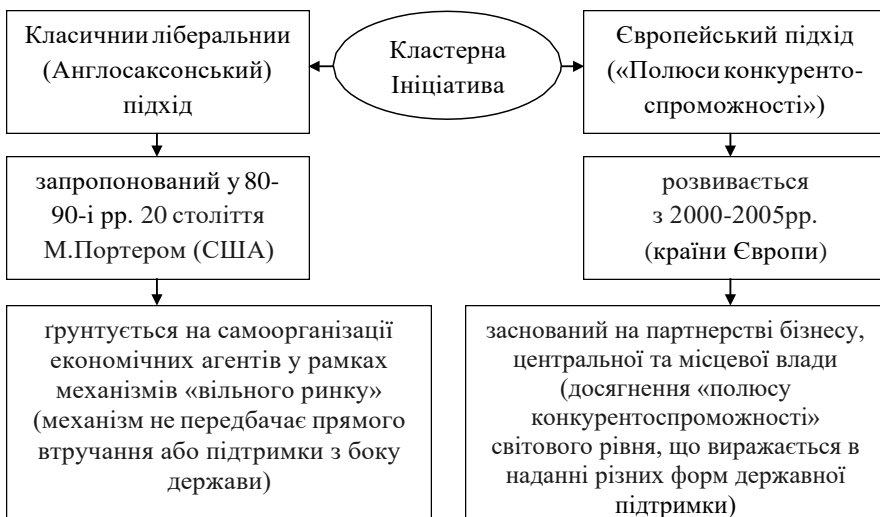 Класичнии ліберальнии
(Англосаксонський)
підхід
Кластерна
Ініціатива
Європейський підхід
(«Полюси конкуренто-
спроможності»)
запропонований у 80-
90-і рр. 20 століття
М.Портером (США)
розвивається
з 2000-2005рр.
(країни Європи)
ґрунтується на самоорганізації
економічних агентів у рамках
механізмів «вільного ринку»
(механізм не передбачає прямого
втручання або підтримки з боку
держави)
заснований на партнерстві бізнесу,
центральної та місцевої влади
(досягнення «полюсу
конкурентоспроможності»
світового рівня, що виражається в
наданні різних форм державної
підтримки)